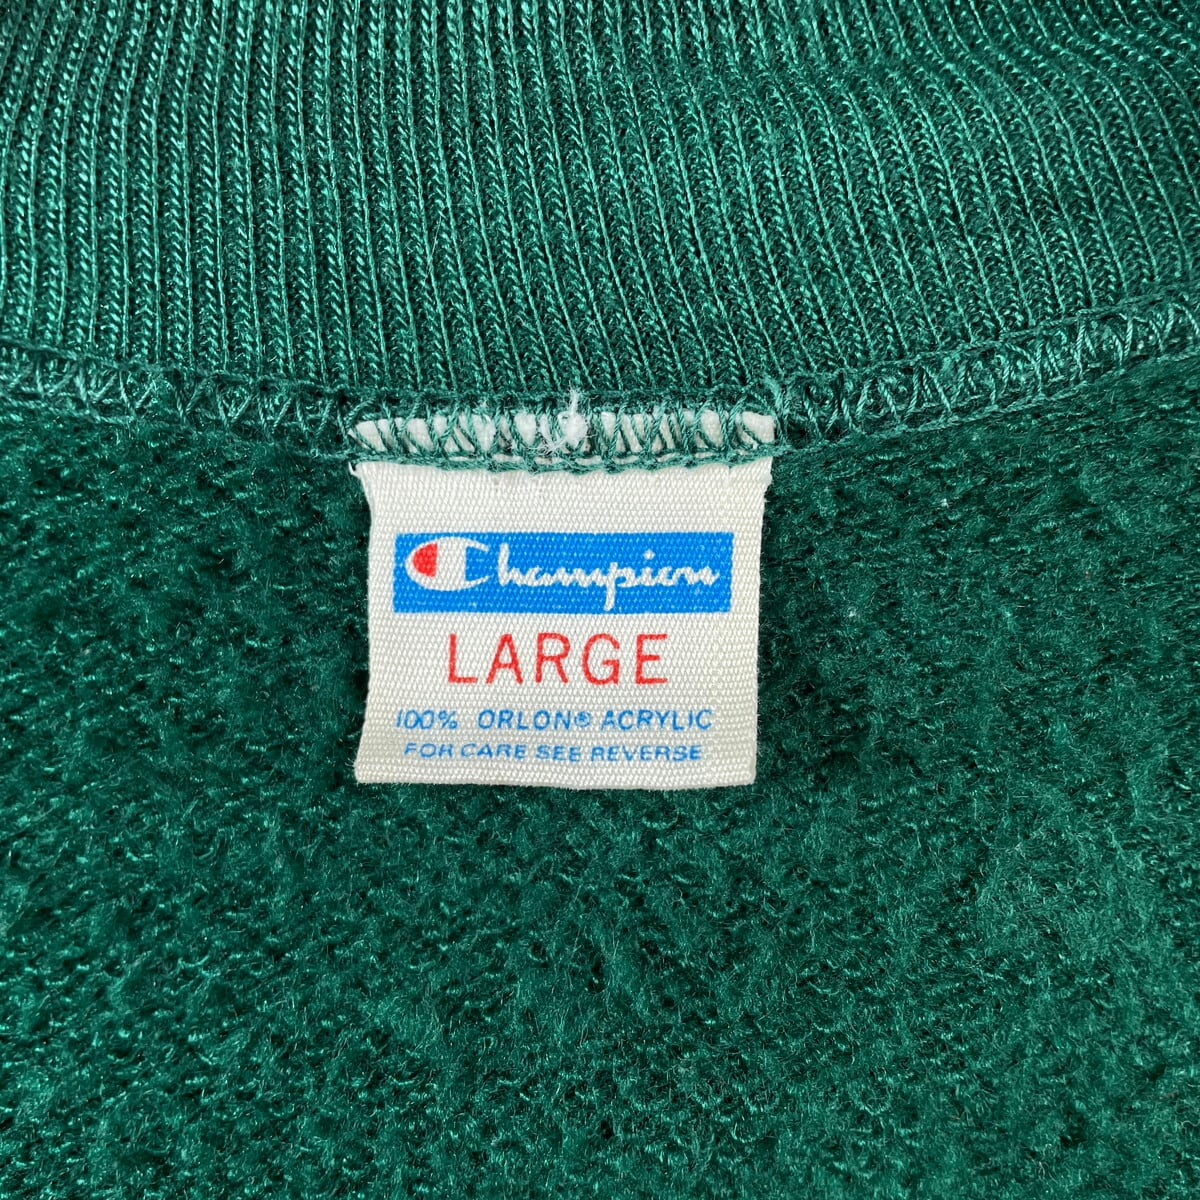 Champion
LARGE
100% ORLON® ACRYLIC
FOR CARE SEE REVERSE